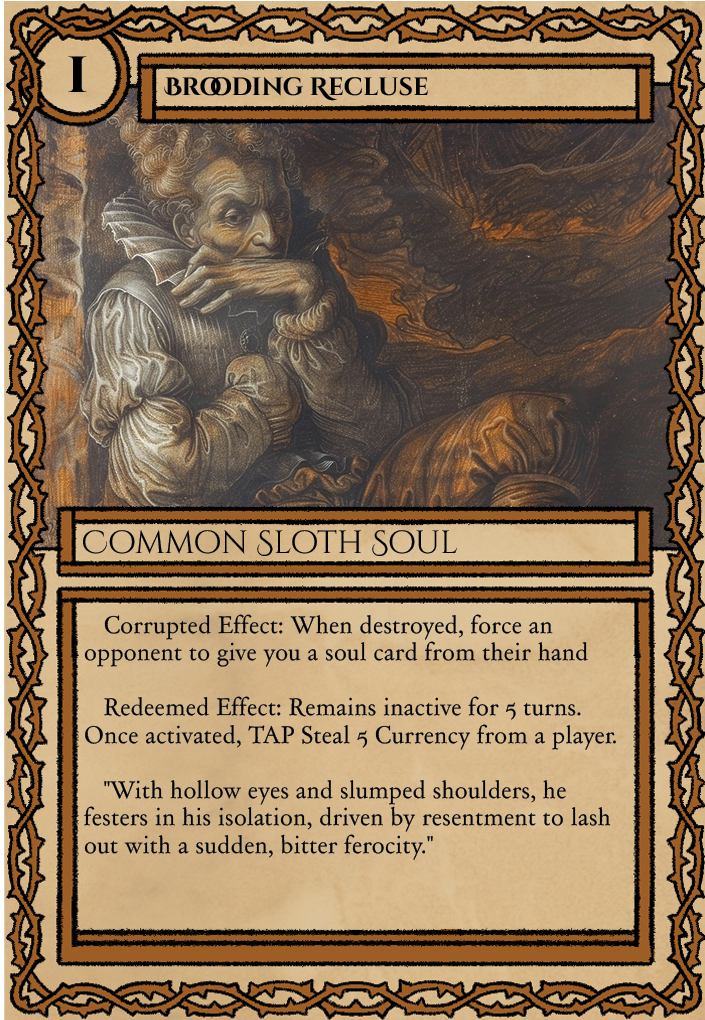 I
Brooding Recluse
Common Sloth Soul
Corrupted Effect: When destroyed, force an
opponent to give you a soul card from their hand
Redeemed Effect: Remains inactive for 5 turns.
Once activated, TAP Steal 5 Currency from a player.
"With hollow eyes and slumped shoulders, he
festers in his isolation, driven by resentment to lash
out with a sudden, bitter ferocity."